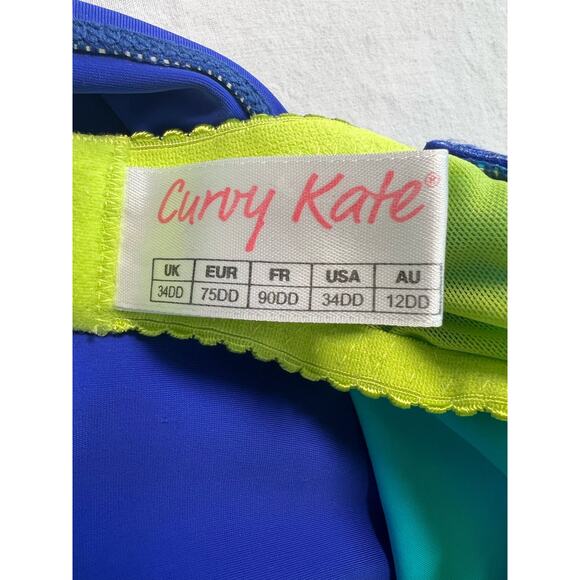 Curvy Kate®
UK EUR FR USA AU
34DD 75DD 90DD 34DD 12DD